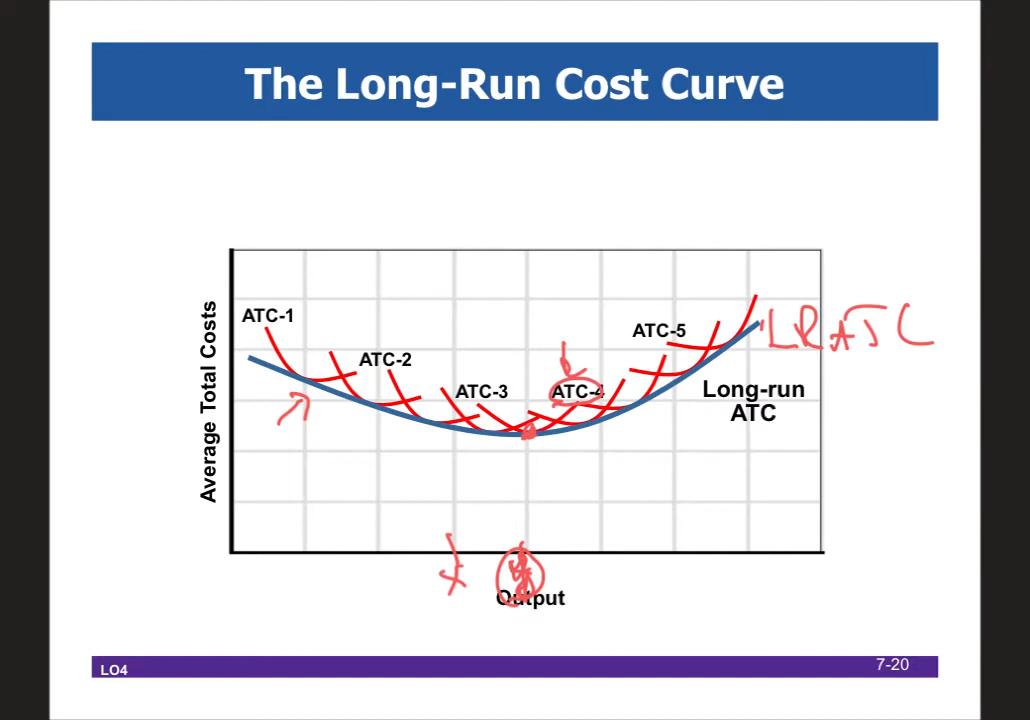 The Long-Run Cost Curve
ATC-1
ATC-2
ATC-3
ATC-4
ATC-5
LRATC
Long-run
ATC
Average Total Costs
Output
LO4
7-20